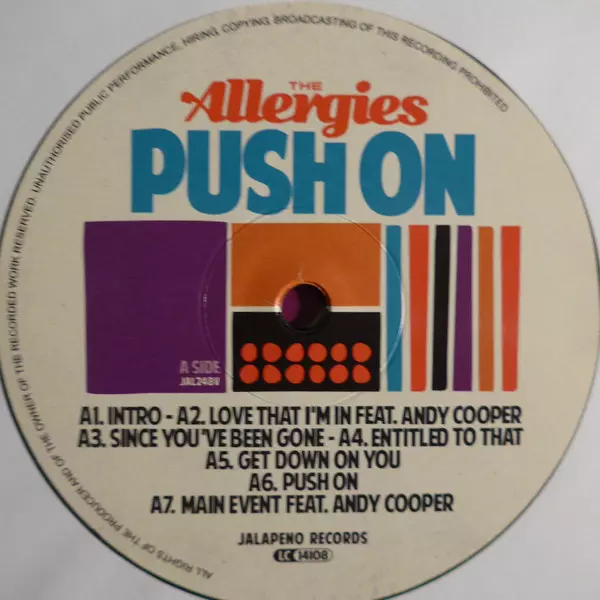 ALL RIGHTS OF THE PRODUCER AND OF THE OWNER OF THE RECORDED WORK RESERVED. UNAUTHORISED PUBLIC PERFORMANCE, HIRING, COPYING, BROADCASTING OF THIS RECORDING PROHIBITED
THE
Allergies
PUSH ON
A SIDE
JAL248V
A1. INTRO - A2. LOVE THAT I'M IN FEAT. ANDY COOPER
A3. SINCE YOU'VE BEEN GONE - A4. ENTITLED TO THAT
A5. GET DOWN ON YOU
A6. PUSH ON
A7. MAIN EVENT FEAT. ANDY COOPER
JALAPENO RECORDS
LC 14108